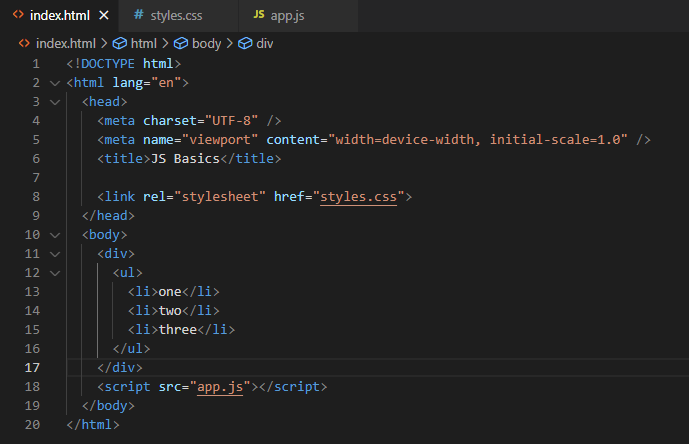 index.html × # styles.css JS app.js
index.html > html > body > div
1 <!DOCTYPE html>
2 <html lang="en">
3 <head>
4 <meta charset="UTF-8" />
5 <meta name="viewport" content="width=device-width, initial-scale=1.0" />
6 <title>JS Basics</title>
7
8 <link rel="stylesheet" href="styles.css">
9 </head>
10 <body>
11 <div>
12 <ul>
13 <li>one</li>
14 <li>two</li>
15 <li>three</li>
16 </ul>
17 </div>
18 <script src="app.js"></script>
19 </body>
20 </html>